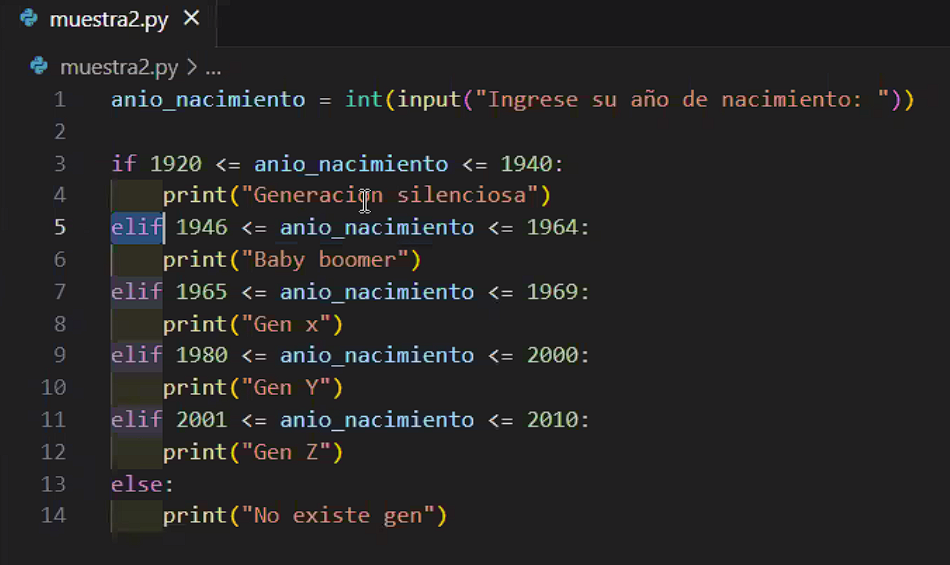 muestra2.py ×
muestra2.py > ...
1 anio_nacimiento = int(input("Ingrese su año de nacimiento: "))
2
3 if 1920 <= anio_nacimiento <= 1940:
4     print("Generacion silenciosa")
5 elif 1946 <= anio_nacimiento <= 1964:
6     print("Baby boomer")
7 elif 1965 <= anio_nacimiento <= 1969:
8     print("Gen x")
9 elif 1980 <= anio_nacimiento <= 2000:
10     print("Gen Y")
11 elif 2001 <= anio_nacimiento <= 2010:
12     print("Gen Z")
13 else:
14     print("No existe gen")